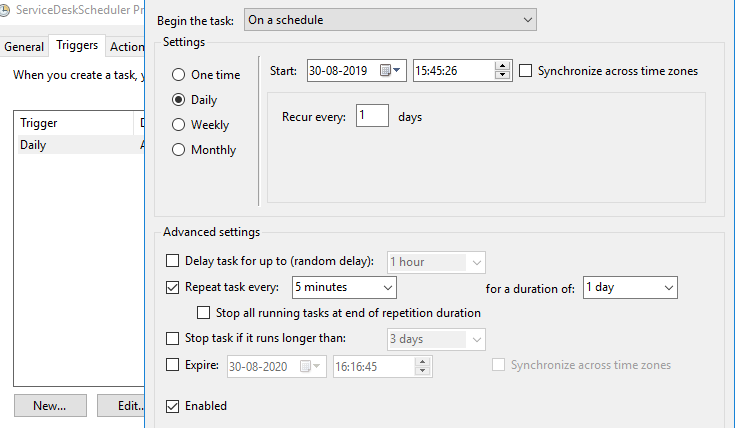 ServiceDeskScheduler Pr
General Triggers Action
When you create a task, y
Trigger D
Daily A
New... Edit...
Begin the task: On a schedule
Settings
One time
Daily
Weekly
Monthly
Start: 30-08-2019 15:45:26 Synchronize across time zones
Recur every: 1 days
Advanced settings
Delay task for up to (random delay): 1 hour
Repeat task every: 5 minutes for a duration of: 1 day
Stop all running tasks at end of repetition duration
Stop task if it runs longer than: 3 days
Expire: 30-08-2020 16:16:45 Synchronize across time zones
Enabled